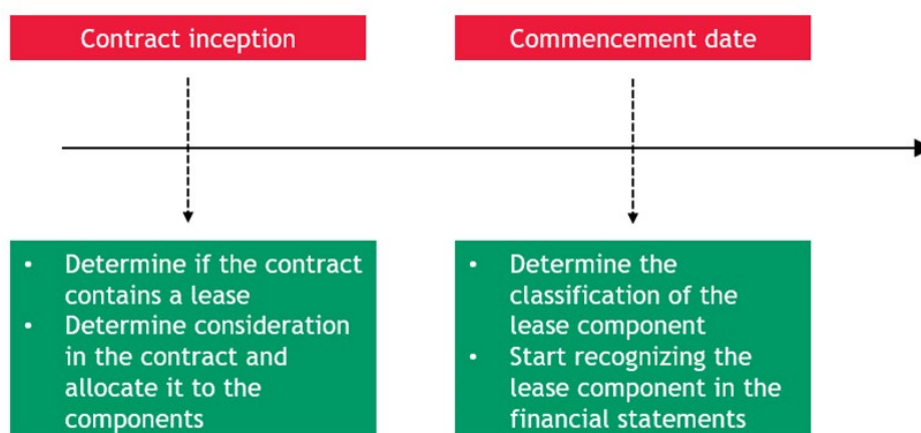 Contract inception
Commencement date
• Determine if the contract
contains a lease
• Determine consideration
in the contract and
allocate it to the
components
• Determine the
classification of the
lease component
• Start recognizing the
lease component in the
financial statements